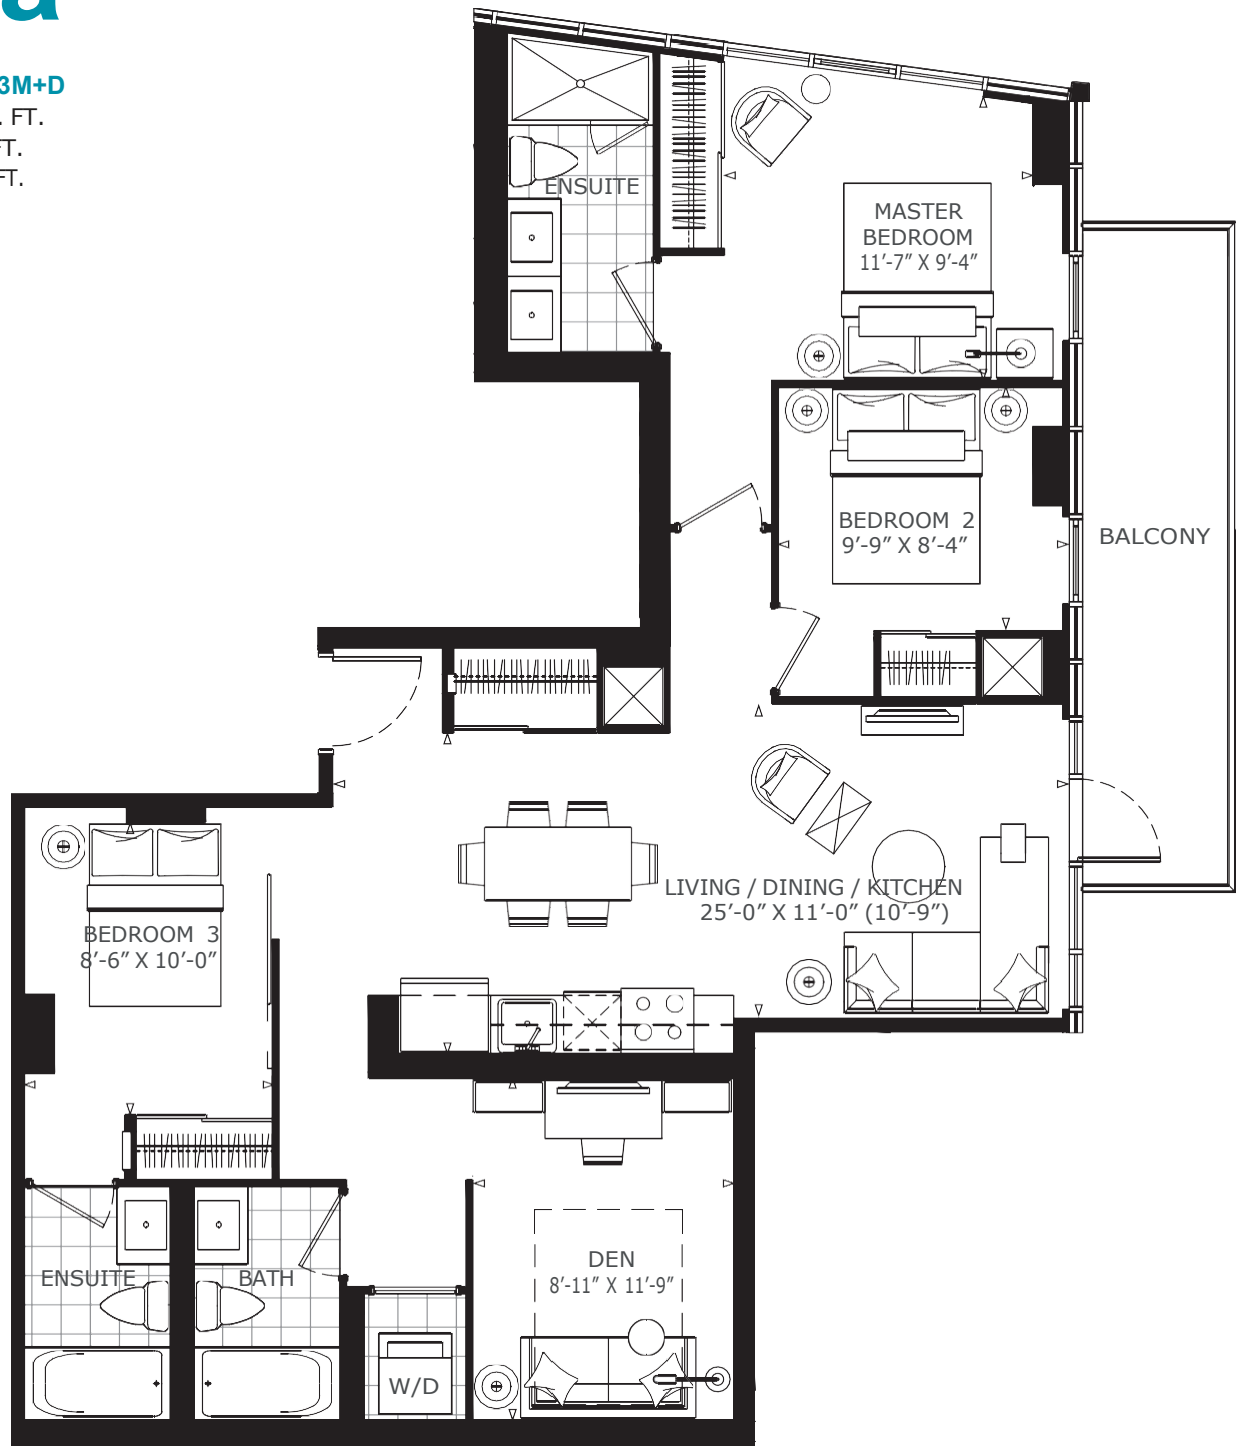 a
3M+D
. FT.
FT.
FT.
ENSUITE
MASTER
BEDROOM
11'-7" X 9'-4"
BEDROOM 2
9'-9" X 8'-4"
BALCONY
LIVING / DINING / KITCHEN
25'-0" X 11'-0" (10'-9")
BEDROOM 3
8'-6" X 10'-0"
ENSUITE
BATH
DEN
8'-11" X 11'-9"
W/D